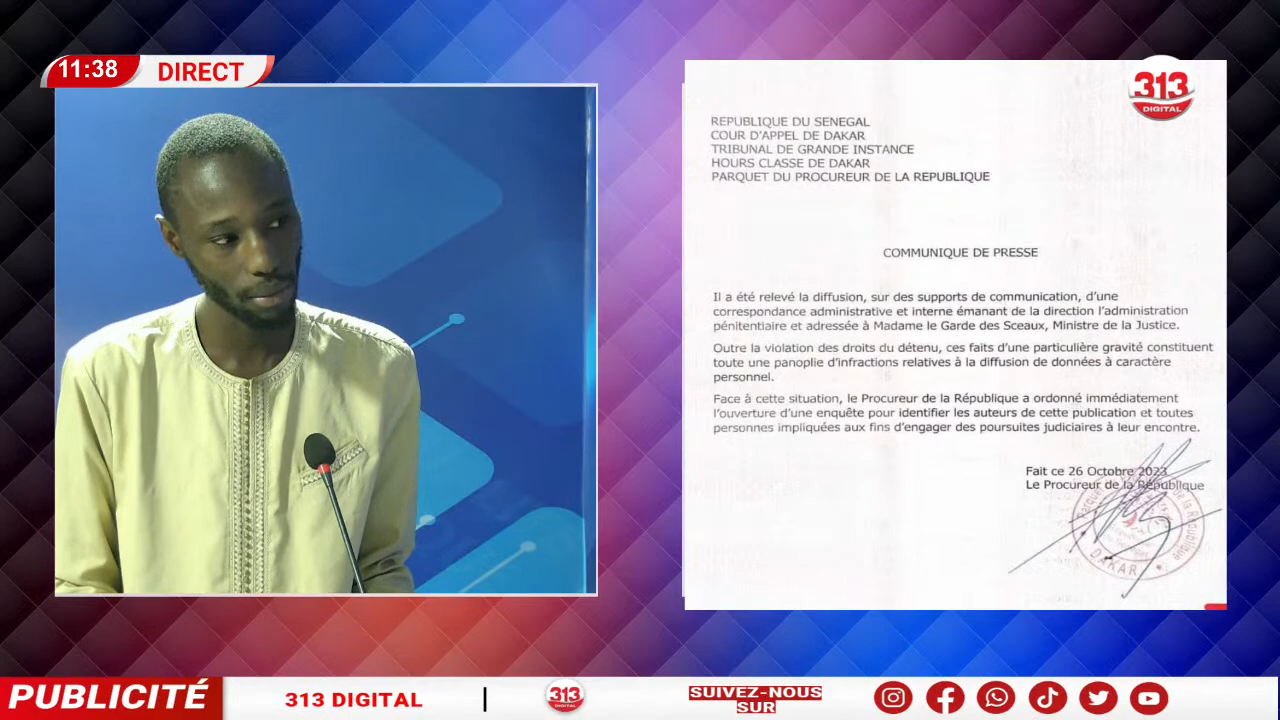 11:38
DIRECT
313
DIGITAL
REPUBLIQUE DU SENEGAL
COUR D'APPEL DE DAKAR
TRIBUNAL DE GRANDE INSTANCE
HOURS CLASSE DE DAKAR
PARQUET DU PROCUREUR DE LA REPUBLIQUE
COMMUNIQUE DE PRESSE
Il a été relevé la diffusion, sur des supports de communication, d'une
correspondance administrative et interne émanant de la direction l'administration
pénitentiaire et adressée à Madame le Garde des Sceaux, Ministre de la Justice.
Outre la violation des droits du détenu, ces faits d'une particulière gravité constituent
toute une panoplie d'infractions relatives à la diffusion de données à caractère
personnel.
Face à cette situation, le Procureur de la République a ordonné immédiatement
l'ouverture d'une enquête pour identifier les auteurs de cette publication et toutes
personnes impliquées aux fins d'engager des poursuites judiciaires à leur encontre.
Fait ce 26 Octobre 2023
Le Procureur de la République
de la République
DAKAR
PUBLICITÉ
313 DIGITAL
|
313
DIGITAL
SUIVEZ-NOUS
SUR